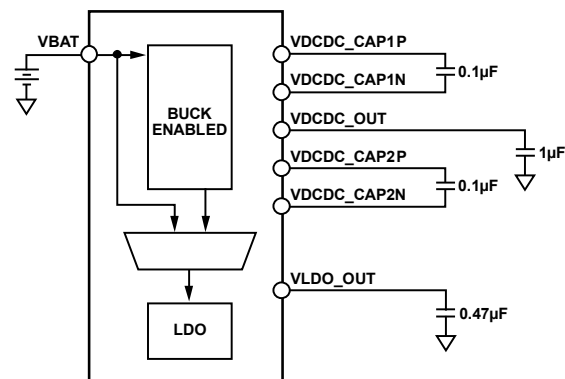 VBAT
BUCK
ENABLED
LDO
VDCDC_CAP1P
0.1µF
VDCDC_CAP1N
VDCDC_OUT
1µF
VDCDC_CAP2P
0.1µF
VDCDC_CAP2N
VLDO_OUT
0.47µF